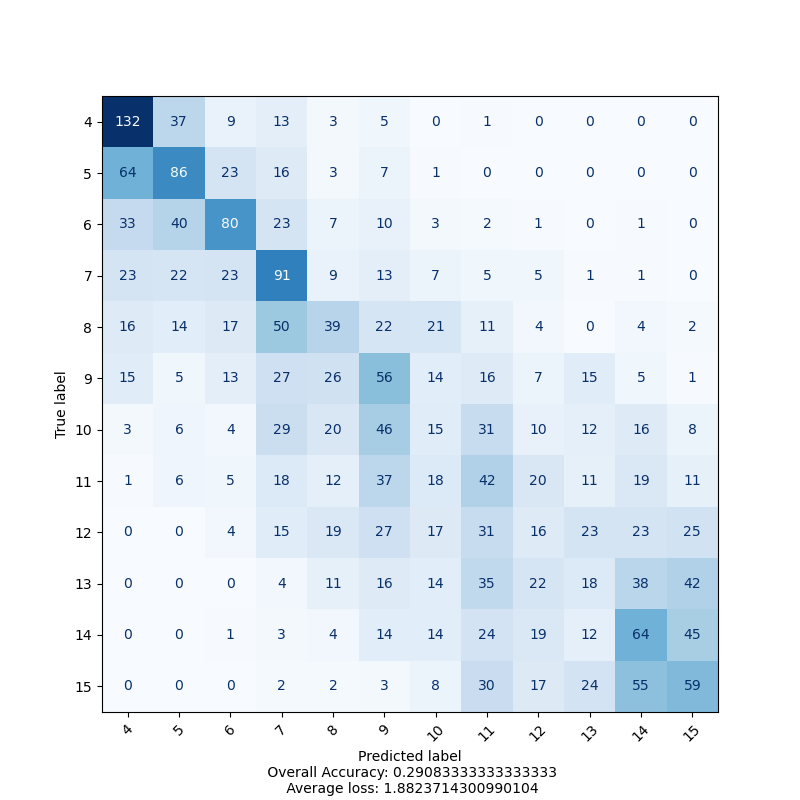 4 132 37 9 13 3 5 0 1 0 0 0 0
5 64 86 23 16 3 7 1 0 0 0 0 0
6 33 40 80 23 7 10 3 2 1 0 1 0
7 23 22 23 91 9 13 7 5 5 1 1 0
8 16 14 17 50 39 22 21 11 4 0 4 2
9 15 5 13 27 26 56 14 16 7 15 5 1
True label
10 3 6 4 29 20 46 15 31 10 12 16 8
11 1 6 5 18 12 37 18 42 20 11 19 11
12 0 0 4 15 19 27 17 31 16 23 23 25
13 0 0 0 4 11 16 14 35 22 18 38 42
14 0 0 1 3 4 14 14 24 19 12 64 45
15 0 0 0 2 2 3 8 30 17 24 55 59
4 5 6 7 8 9 10 11 12 13 14 15
Predicted label
Overall Accuracy: 0.29083333333333333
Average loss: 1.8823714300990104